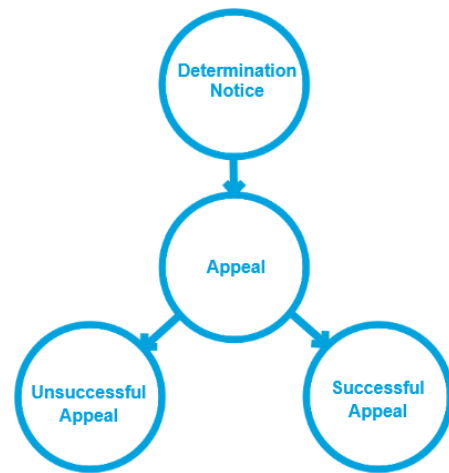 Determination
Notice
Appeal
Unsuccessful
Appeal
Successful
Appeal